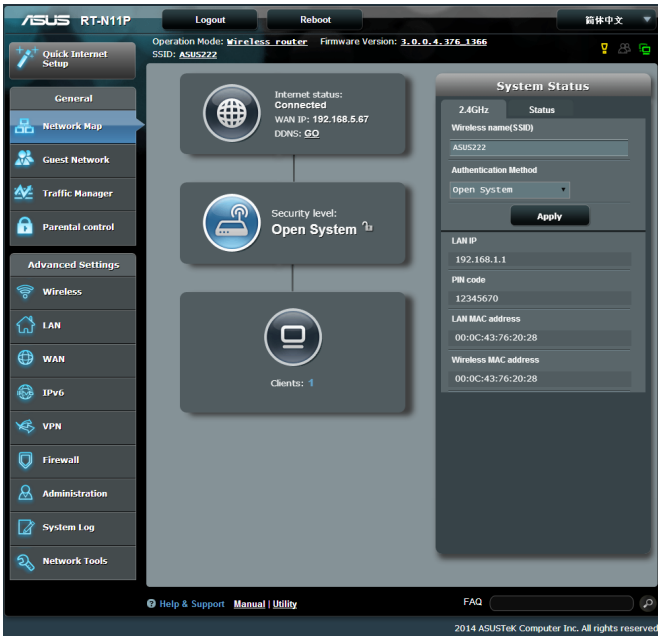 ASUS RT-N11P
Logout
Reboot
简体中文
Quick Internet
Setup
Operation Mode: Wireless router Firmware Version: 3.0.0.4.376_1366
SSID: ASUS222
General
Network Map
Guest Network
Traffic Manager
Parental control
Advanced Settings
Wireless
LAN
WAN
IPv6
IPv6
VPN
Firewall
Administration
System Log
Network Tools
Internet status:
Connected
WAN IP: 192.168.5.67
DDNS: GO
Security level:
Open System
Clients: 1
System Status
2.4GHz
Status
Wireless name(SSID)
ASUS222
Authentication Method
Open System
Apply
LAN IP
192.168.1.1
PIN code
12345670
LAN MAC address
00:0C:43:76:20:28
Wireless MAC address
00:0C:43:76:20:28
Help & Support Manual | Utility
FAQ
2014 ASUSTeK Computer Inc. All rights reserved